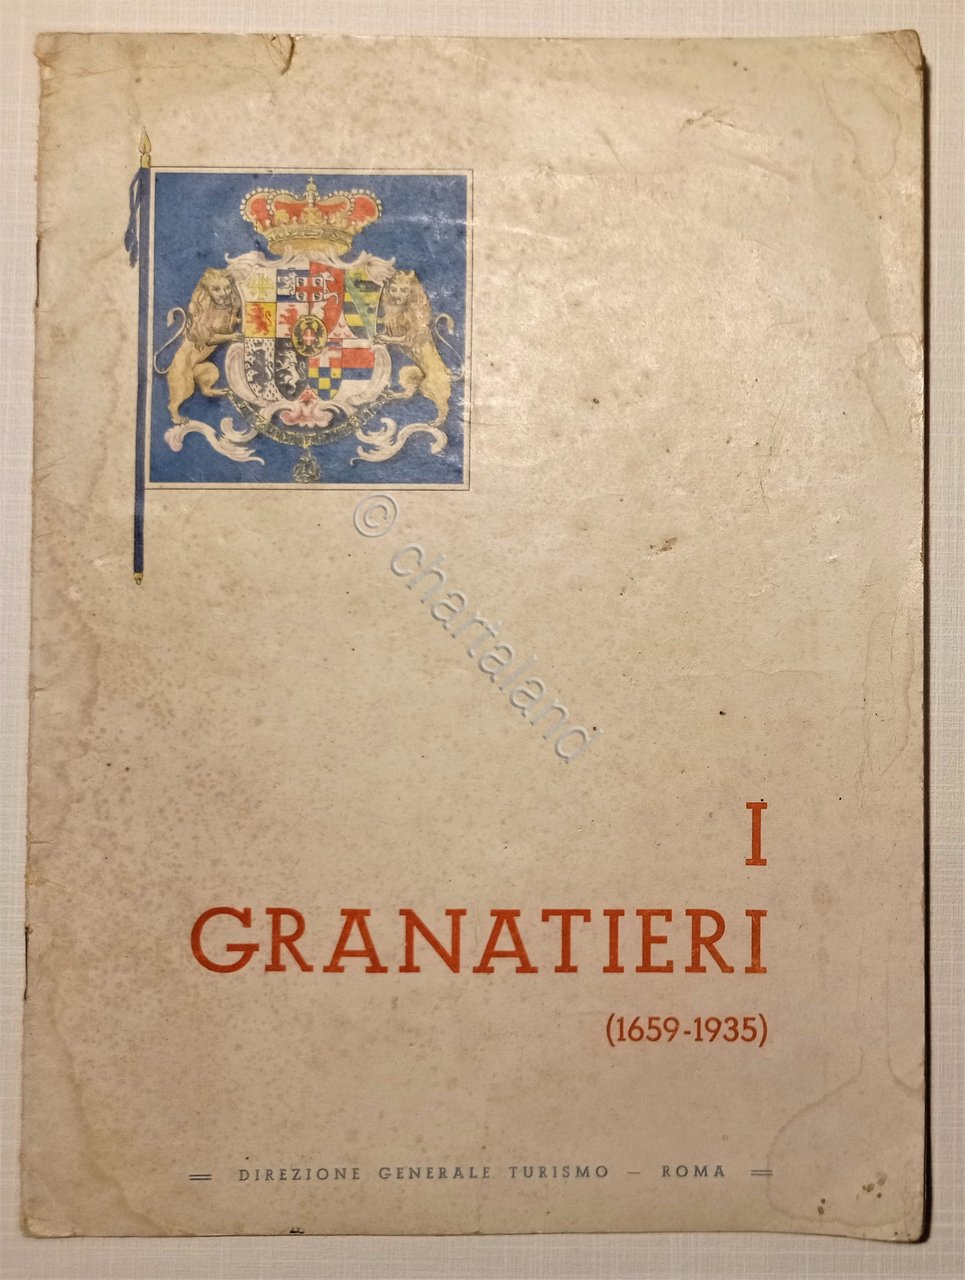 © chartaland
I
GRANATIERI
(1659-1935)
DIREZIONE GENERALE TURISMO — ROMA